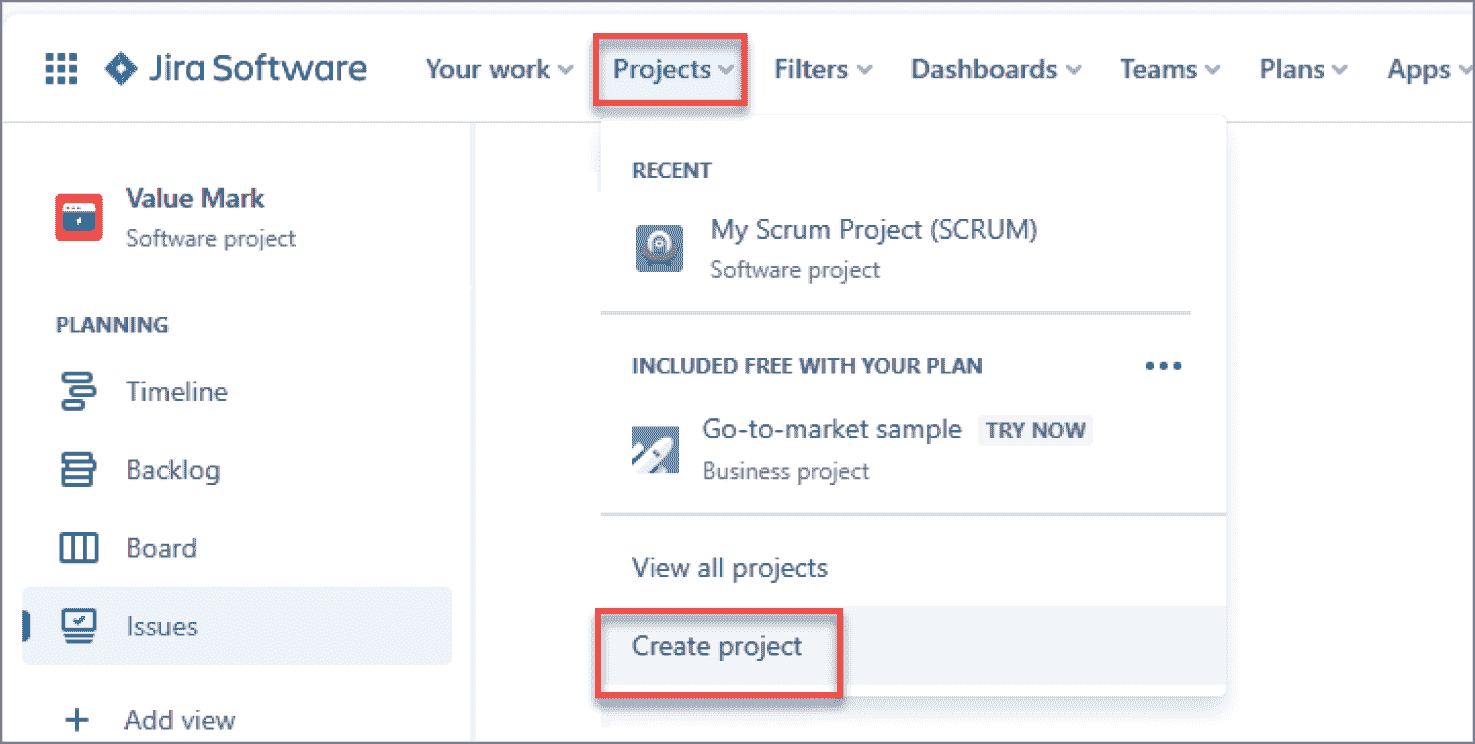 Jira Software Your work Projects Filters Dashboards Teams Plans Apps
Value Mark
Software project
PLANNING
Timeline
Backlog
Board
Issues
Add view
RECENT
My Scrum Project (SCRUM)
Software project
INCLUDED FREE WITH YOUR PLAN
Go-to-market sample TRY NOW
Business project
View all projects
Create project